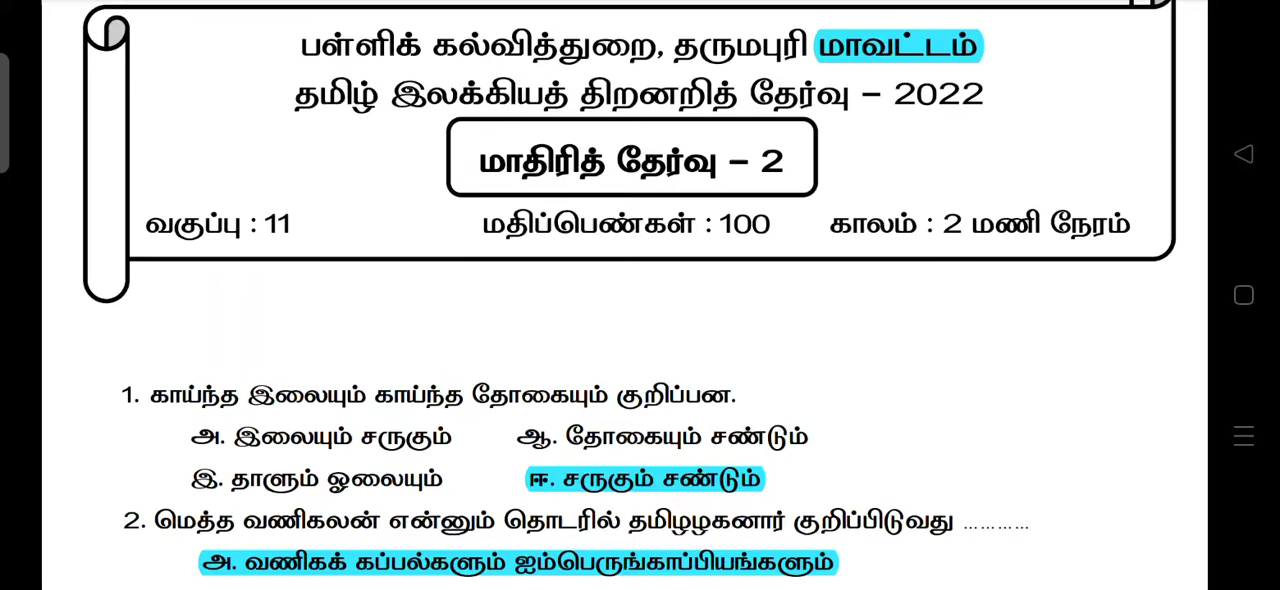 பள்ளிக் கல்வித்துறை, தருமபுரி மாவட்டம்
தமிழ் இலக்கியத் திறனறித் தேர்வு – 2022
மாதிரித் தேர்வு – 2
வகுப்பு : 11 மதிப்பெண்கள் : 100 காலம் : 2 மணி நேரம்
1. காய்ந்த இலையும் காய்ந்த தோகையும் குறிப்பன.
அ. இலையும் சருகும் ஆ. தோகையும் சண்டும்
இ. தாளும் ஓலையும் ஈ. சருகும் சண்டும்
2. மெத்த வணிகலன் என்னும் தொடரில் தமிழழகனார் குறிப்பிடுவது …………
அ. வணிகக் கப்பல்களும் ஐம்பெருங்காப்பியங்களும்